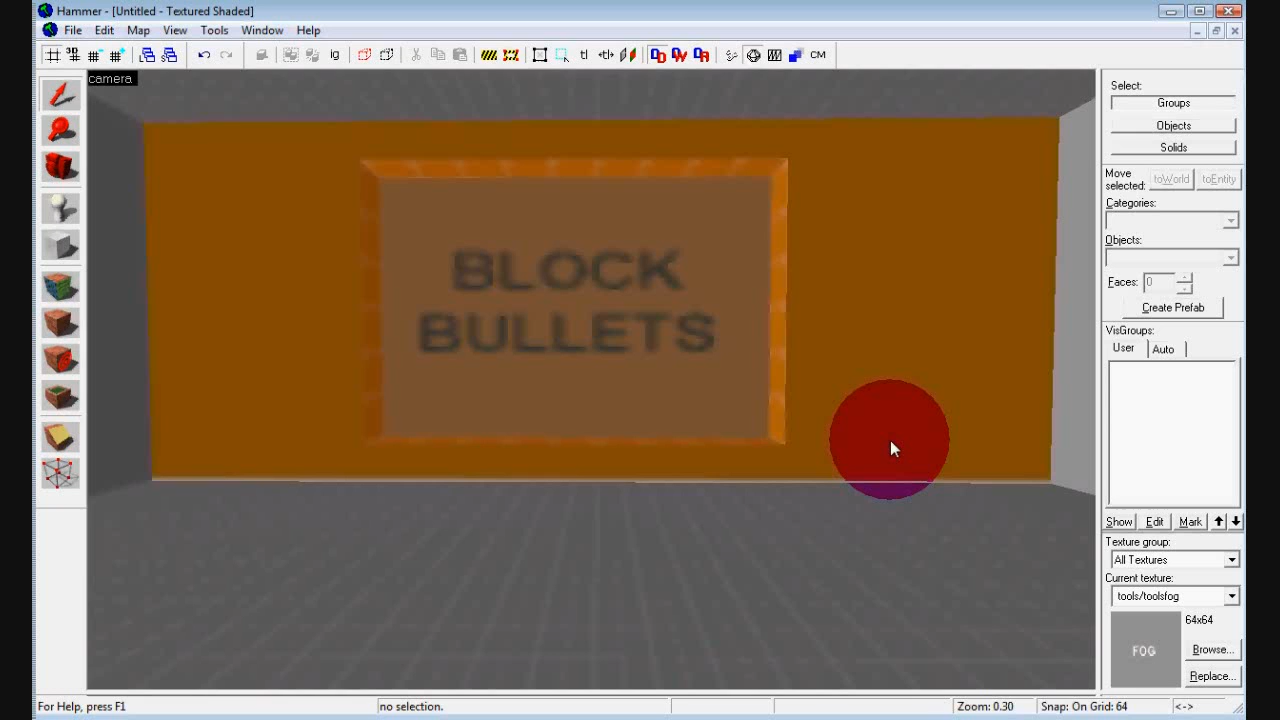 Hammer - [Untitled - Textured Shaded]
File Edit Map View Tools Window Help
3D
ig
tl
CM
camera
BLOCK
BULLETS
Select:
Groups
Objects
Solids
Move
selected:
toWorld
toEntity
Categories:
Objects:
Faces:
0
Create Prefab
VisGroups:
User
Auto
Show
Edit
Mark
Texture group:
All Textures
Current texture:
tools/toolsfog
64x64
FOG
Browse...
Replace...
For Help, press F1
no selection.
Zoom: 0.30
Snap: On Grid: 64
<->